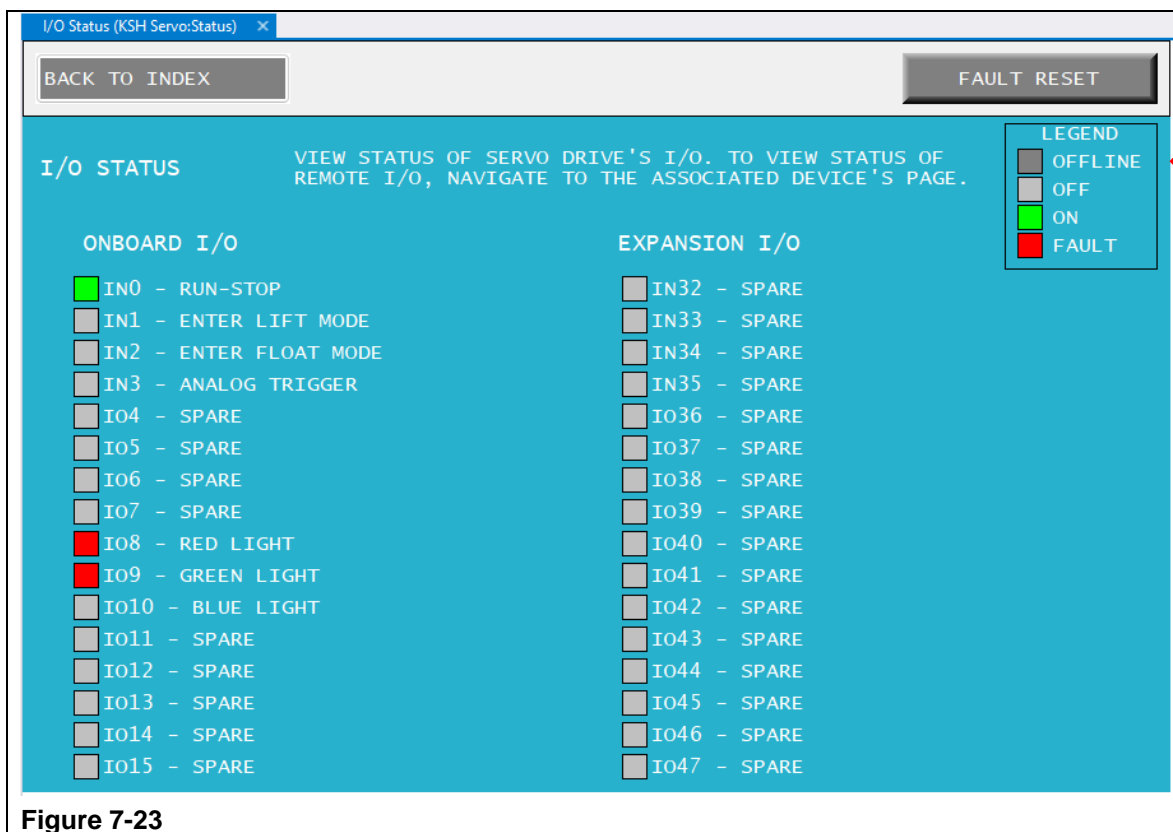 I/O Status (KSH Servo:Status) ×
BACK TO INDEX
FAULT RESET
I/O STATUS
VIEW STATUS OF SERVO DRIVE'S I/O. TO VIEW STATUS OF
REMOTE I/O, NAVIGATE TO THE ASSOCIATED DEVICE'S PAGE.
LEGEND
OFFLINE
OFF
ON
FAULT
ONBOARD I/O
IN0 - RUN-STOP
IN1 - ENTER LIFT MODE
IN2 - ENTER FLOAT MODE
IN3 - ANALOG TRIGGER
IO4 - SPARE
IO5 - SPARE
IO6 - SPARE
IO7 - SPARE
IO8 - RED LIGHT
IO9 - GREEN LIGHT
IO10 - BLUE LIGHT
IO11 - SPARE
IO12 - SPARE
IO13 - SPARE
IO14 - SPARE
IO15 - SPARE
EXPANSION I/O
IN32 - SPARE
IN33 - SPARE
IN34 - SPARE
IN35 - SPARE
IO36 - SPARE
IO37 - SPARE
IO38 - SPARE
IO39 - SPARE
IO40 - SPARE
IO41 - SPARE
IO42 - SPARE
IO43 - SPARE
IO44 - SPARE
IO45 - SPARE
IO46 - SPARE
IO47 - SPARE
Figure 7-23